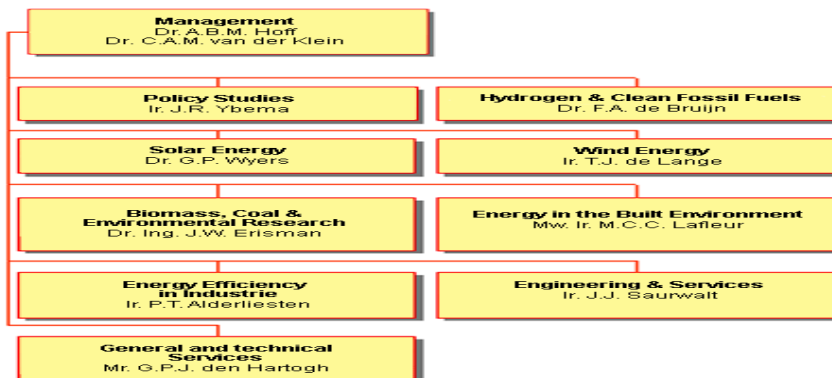 Management
Dr.A.B.M. Hoff
Dr. C.A.M. van der Klein
Policy Studies
Ir. J.R. Ybema
Hydrogen & Clean Fossil Fuels
Dr. F.A. de Bruijn
Solar Energy
Dr. G.P. Wyers
Wind Energy
Ir. T.J. de Lange
Biomass, Coal &
Environmental Research
Dr. Ing. J.W. Erisman
Energy in the Built Environment
Mw. Ir. M.C.C. Lafleur
Energy Efficiency
in Industrie
Ir. P.T. Alderliesten
Engineering & Services
Ir. J.J. Saurwalt
General and technical
Services
Mr. G.P.J. den Hartogh